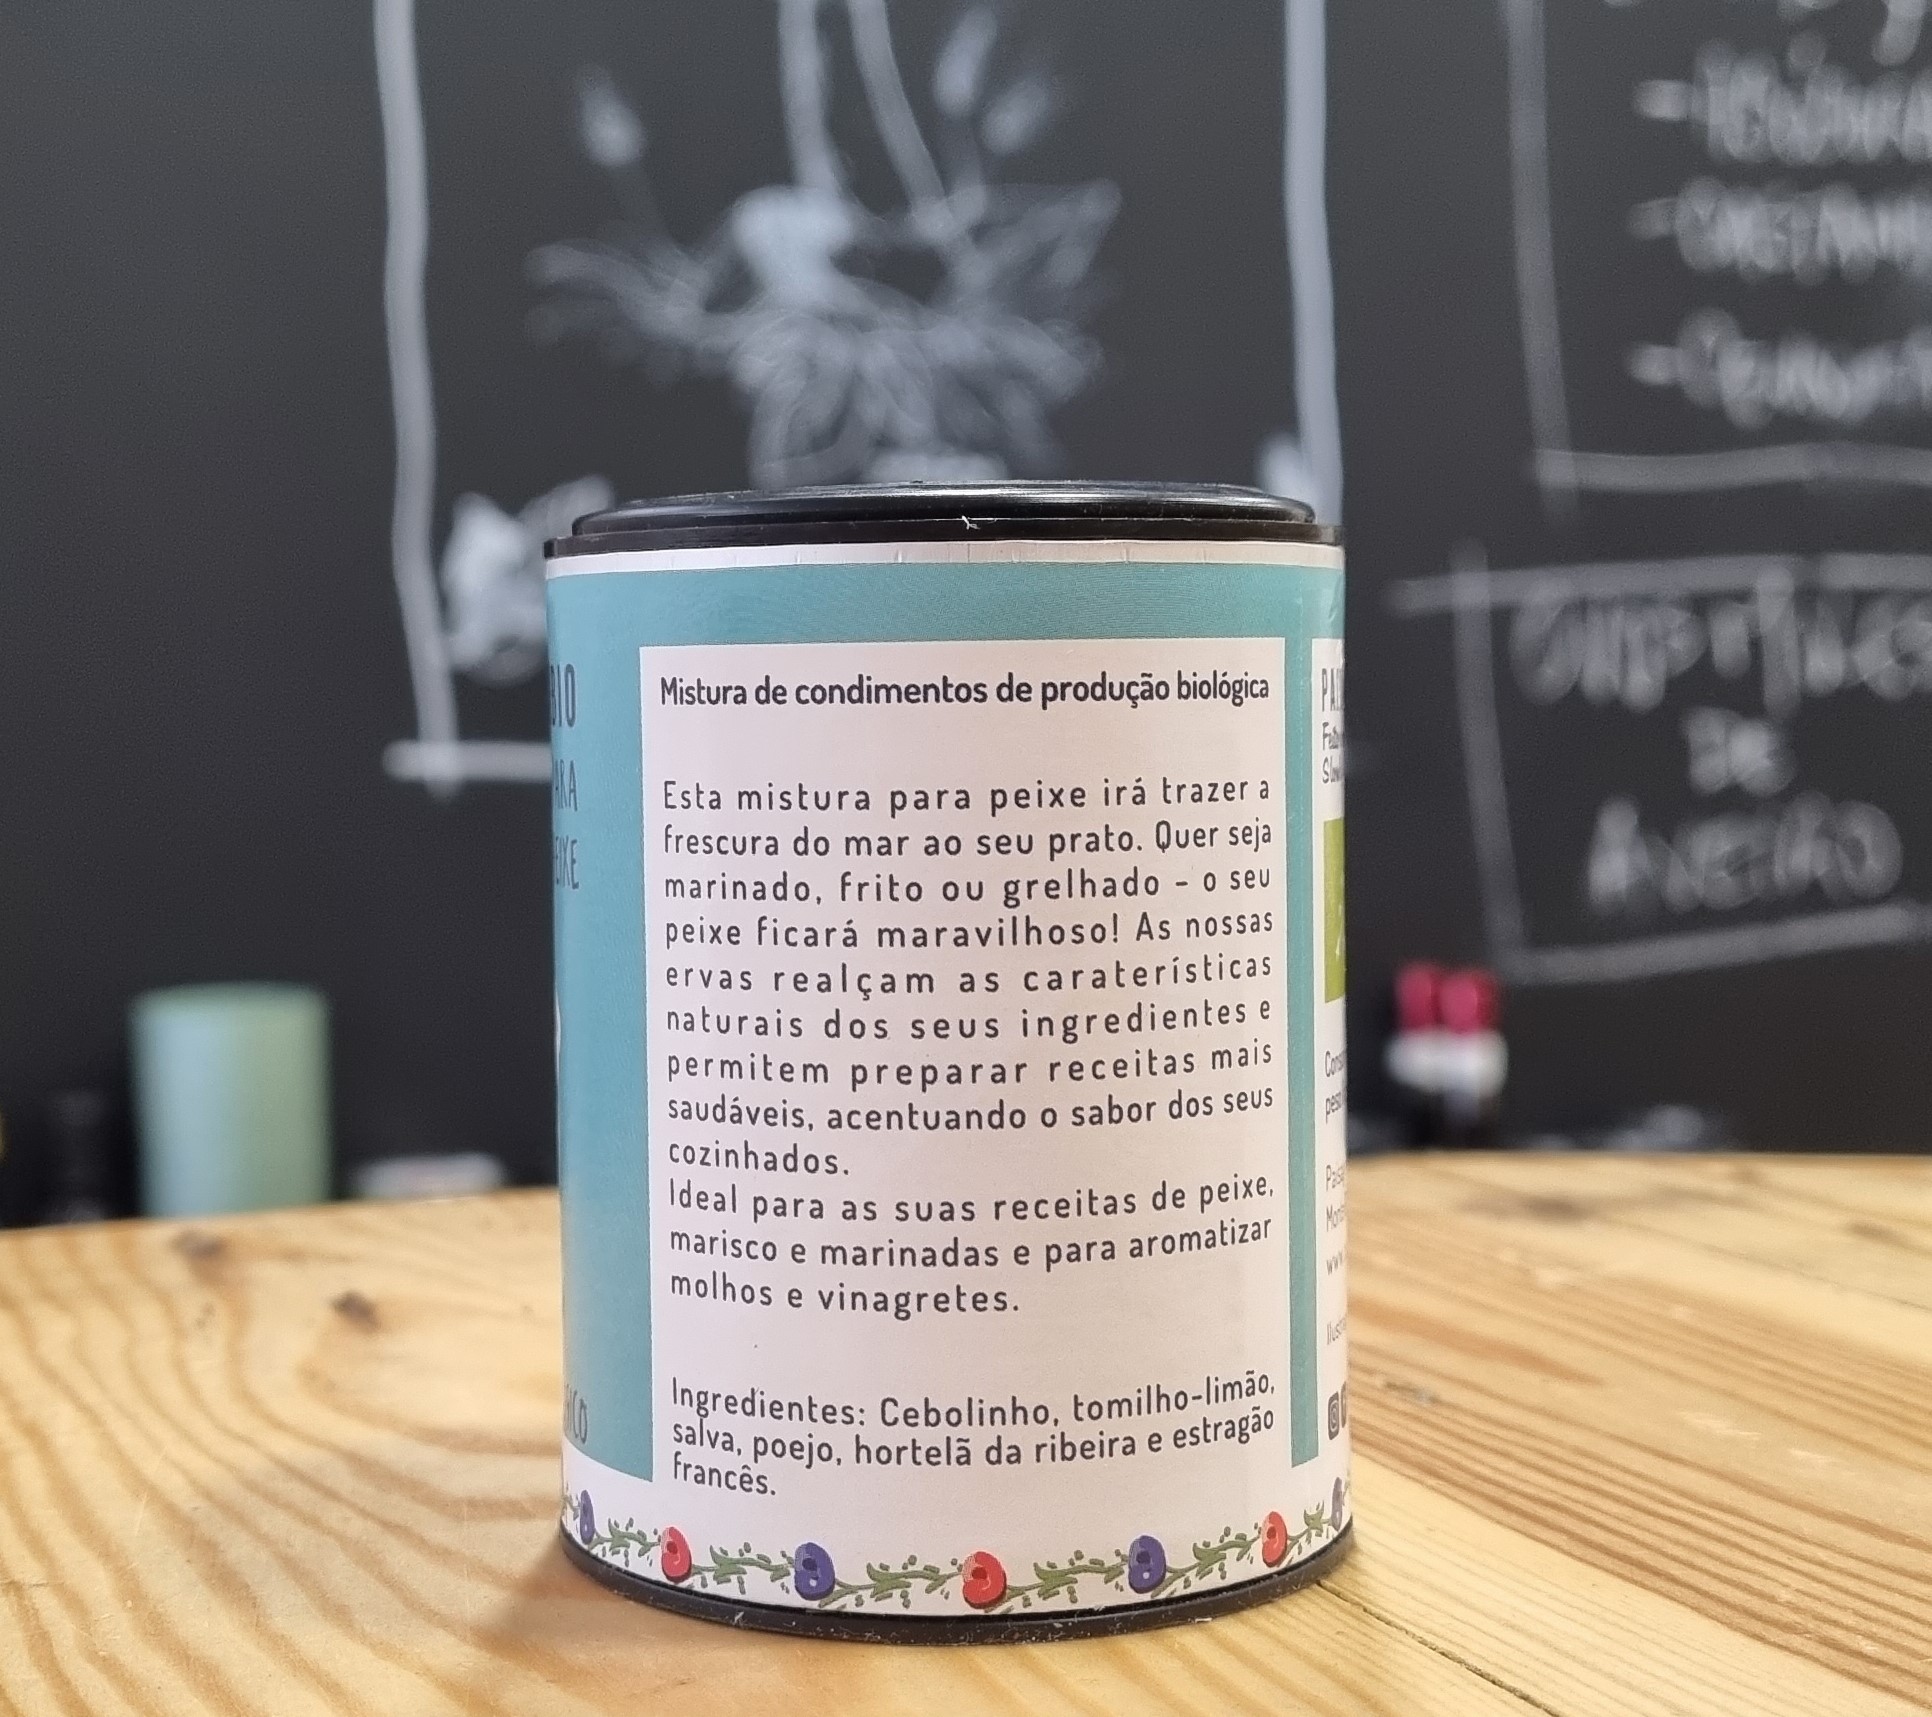 Mistura de condimentos de produção biológica
Esta mistura para peixe irá trazer a
frescura do mar ao seu prato. Quer seja
marinado, frito ou grelhado - o seu
peixe ficará maravilhoso! As nossas
ervas realçam as caraterísticas
naturais dos seus ingredientes e
permitem preparar receitas mais
saudáveis, acentuando o sabor dos seus
cozinhados.
Ideal para as suas receitas de peixe,
marisco e marinadas e para aromatizar
molhos e vinagretes.
Ingredientes: Cebolinho, tomilho-limão,
salva, poejo, hortelã da ribeira e estragão
francês.
BIO
DE